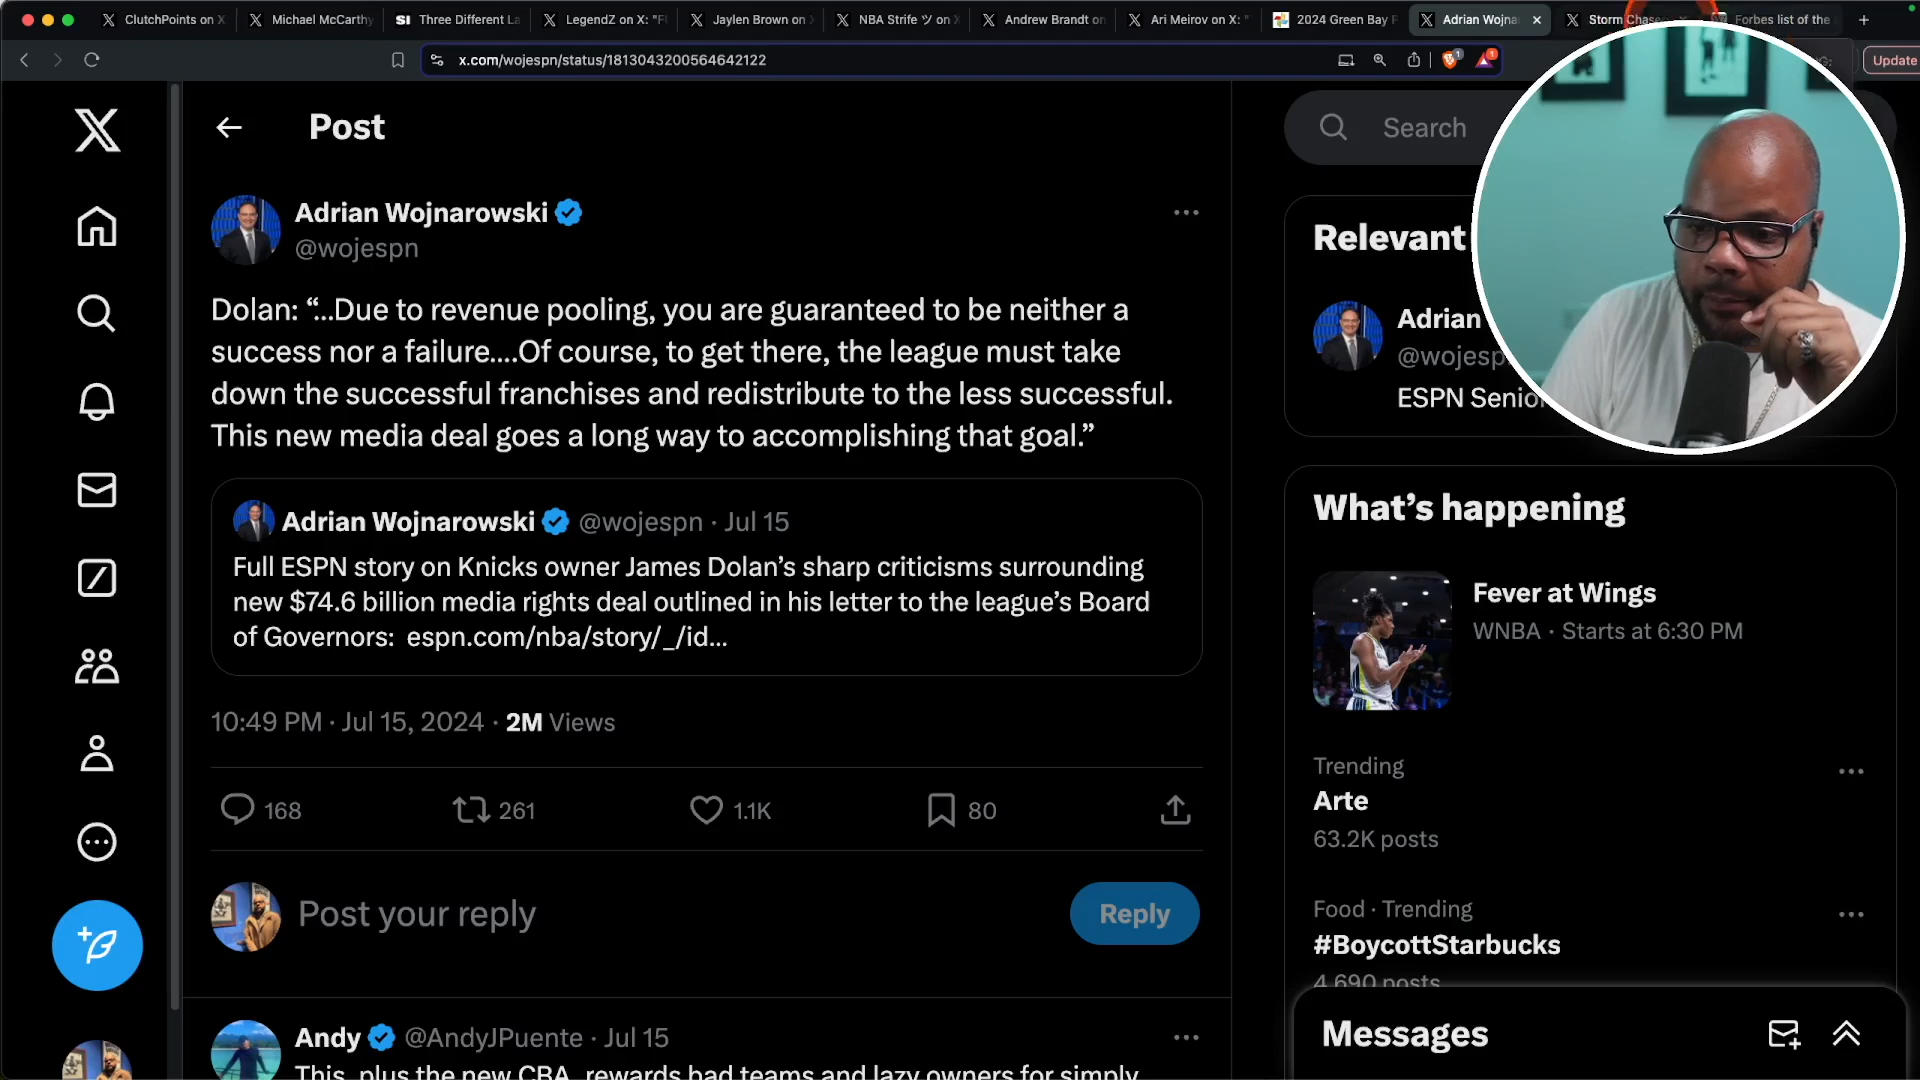 ClutchPoints on X
Michael McCarthy
SI Three Different La
LegendZ on X: "Fl
Jaylen Brown on
NBA Strife ツ on X
Andrew Brandt on
Ari Meirov on X: "
2024 Green Bay P
Adrian Wojna
Storm Chase
Forbes list of the
x.com/wojespn/status/1813043200564642122
1
1
Update
Post
Search
Adrian Wojnarowski
@wojespn
Dolan: “...Due to revenue pooling, you are guaranteed to be neither a
success nor a failure....Of course, to get there, the league must take
down the successful franchises and redistribute to the less successful.
This new media deal goes a long way to accomplishing that goal.”
Adrian Wojnarowski @wojespn · Jul 15
Full ESPN story on Knicks owner James Dolan’s sharp criticisms surrounding
new $74.6 billion media rights deal outlined in his letter to the league’s Board
of Governors: espn.com/nba/story/_/id...
10:49 PM · Jul 15, 2024 · 2M Views
168
261
1.1K
80
Post your reply
Reply
Andy @AndyJPuente · Jul 15
This, plus the new CBA, rewards bad teams and lazy owners for simply
Relevant
Adrian
@wojesp
ESPN Senio
What’s happening
Fever at Wings
WNBA · Starts at 6:30 PM
Trending
Arte
63.2K posts
Food · Trending
#BoycottStarbucks
4,690 posts
Messages